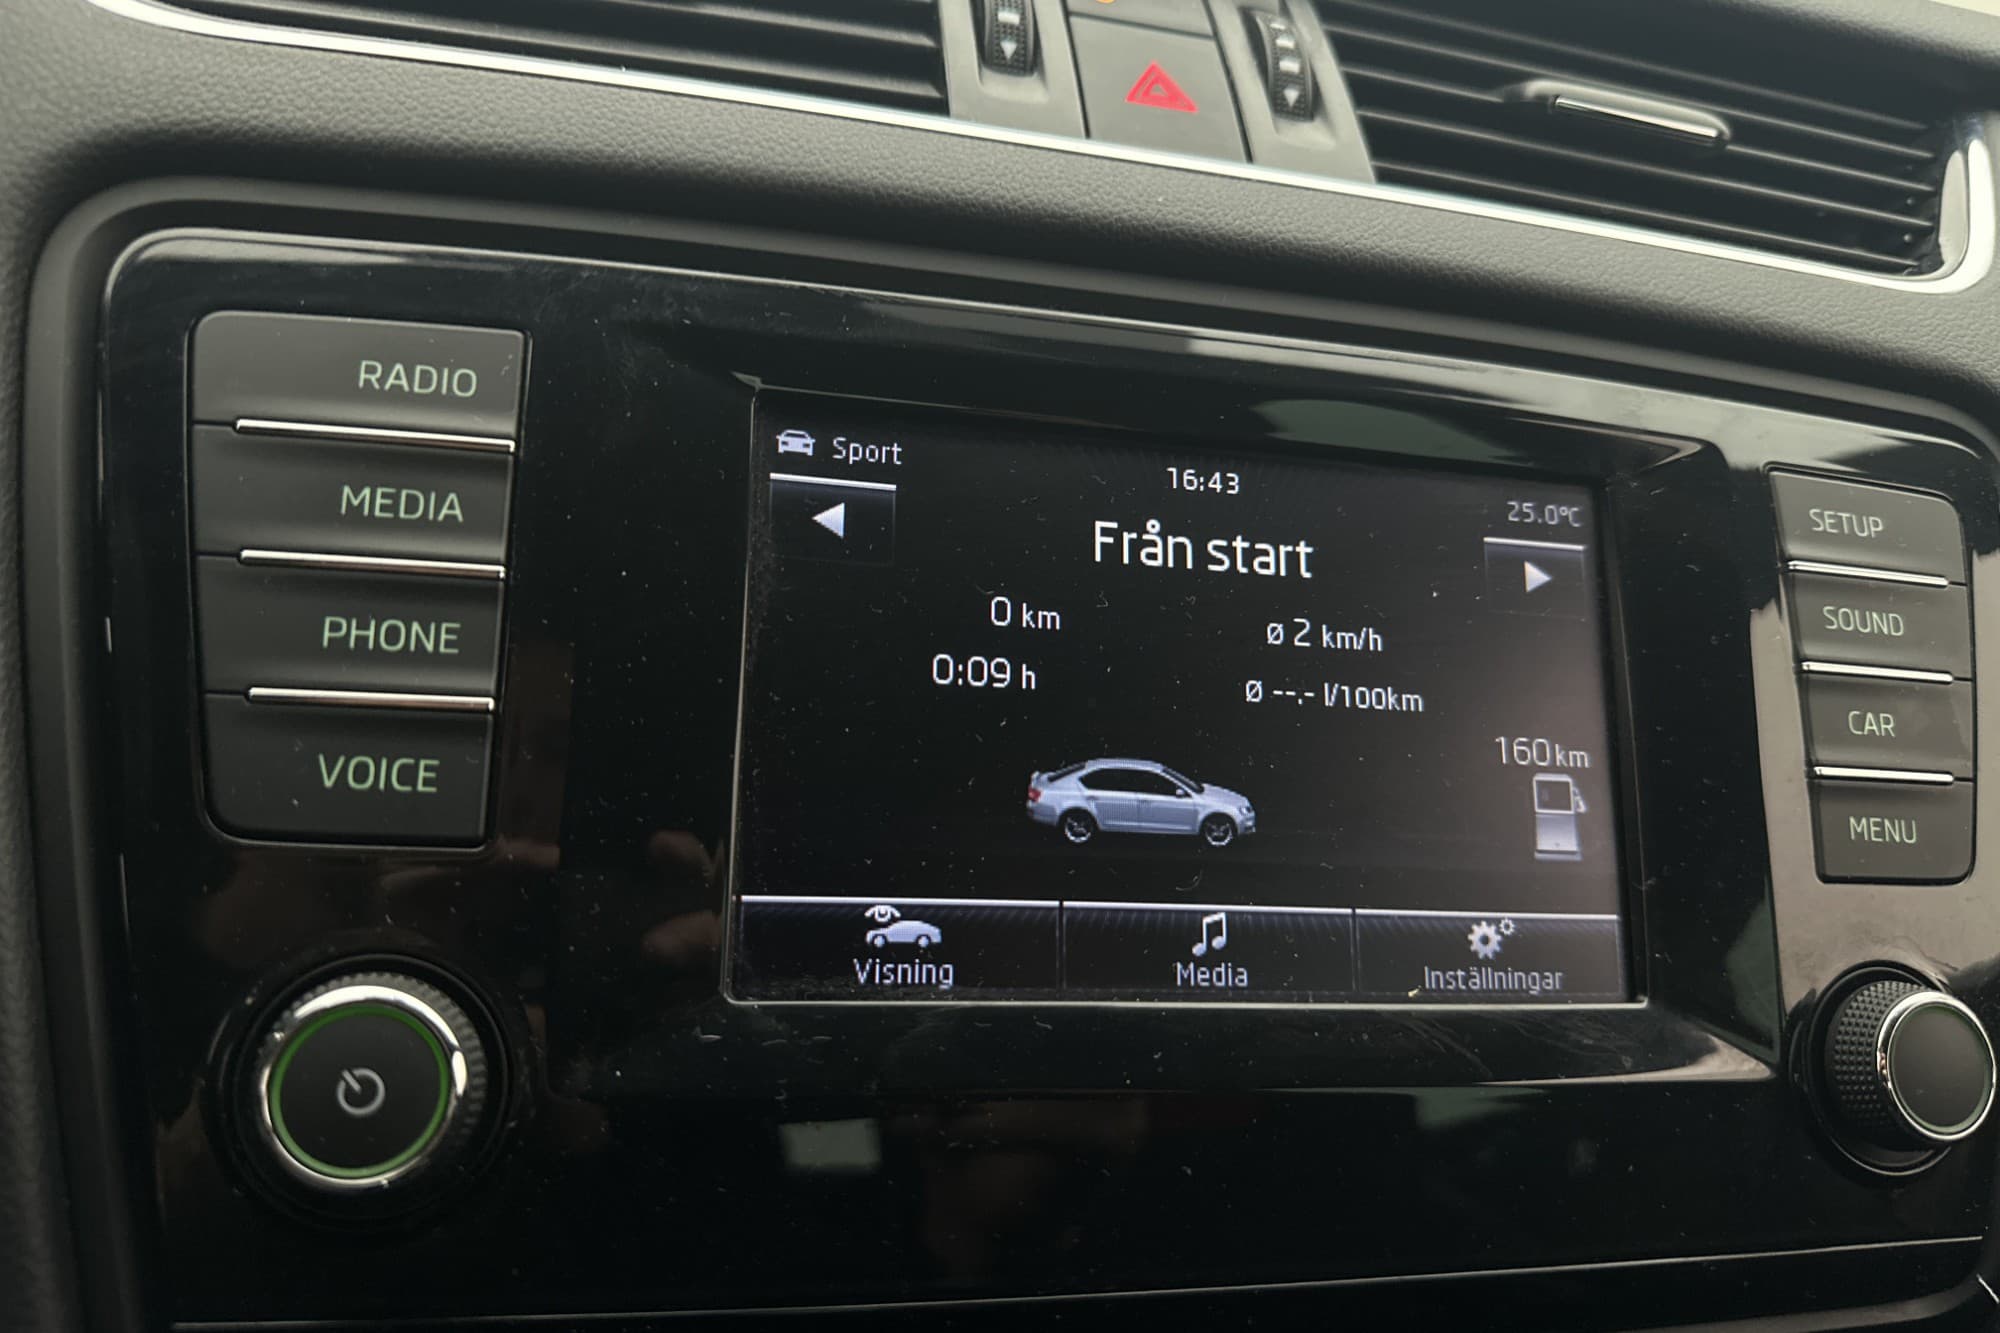 RADIO
MEDIA
PHONE
VOICE
Sport
16:43
25.0°C
Från start
0 km
ø 2 km/h
0:09 h
ø --.- l/100km
160 km
Visning
Media
Inställningar
SETUP
SOUND
CAR
MENU